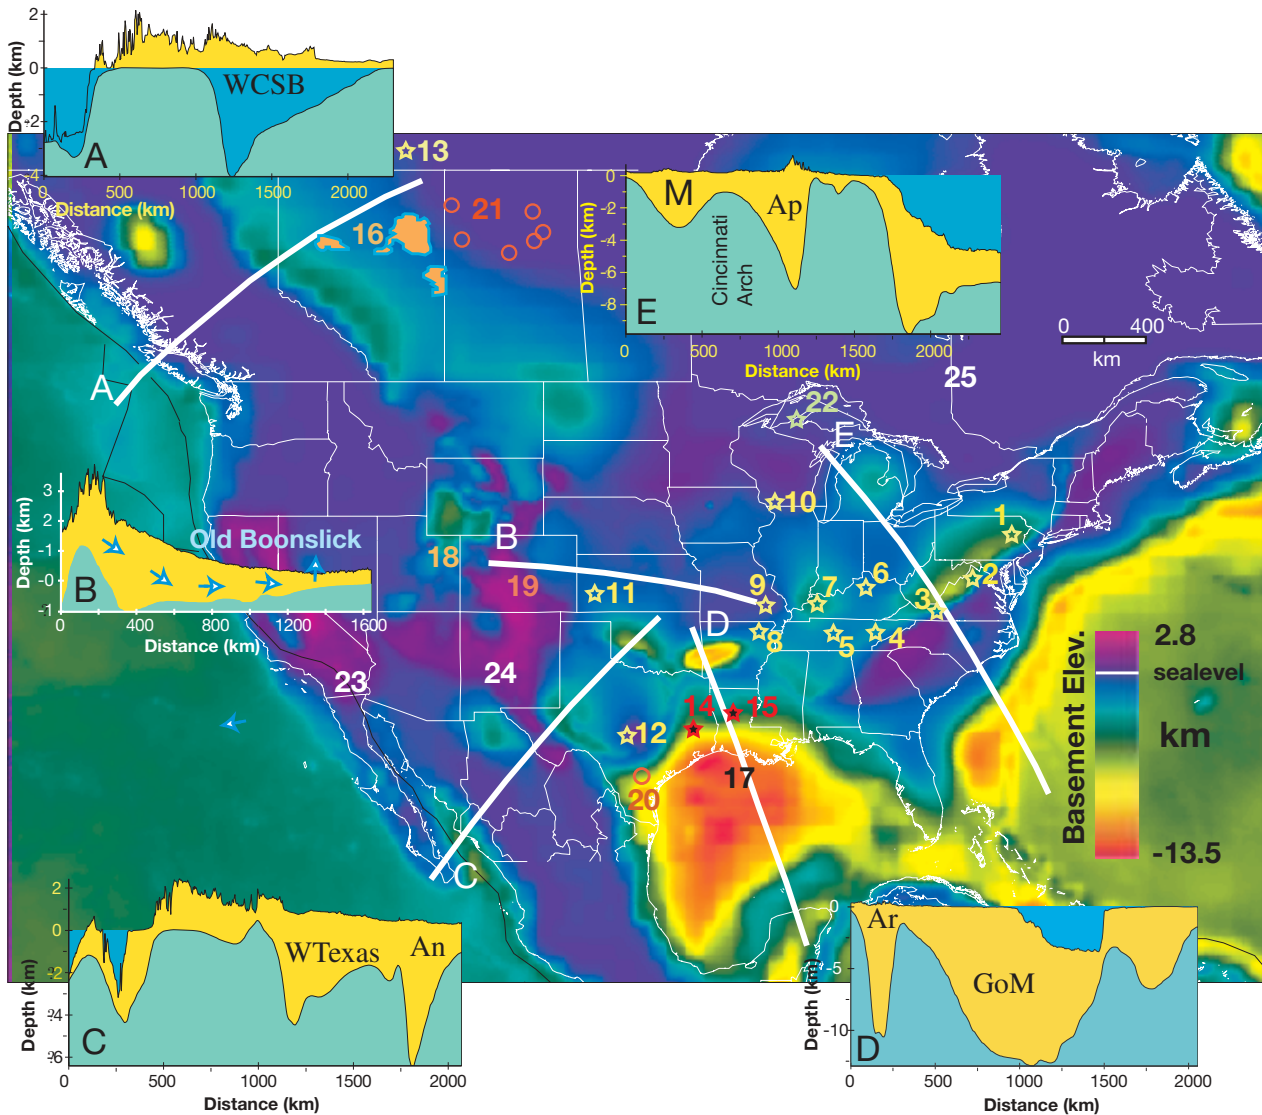 2
0
-2
-4
Depth (km)
WCSB
A
0
500
1000
1500
2000
Distance (km)
13
16
21
0
-2
-4
-6
-8
Depth (km)
M
Ap
Cincinnati
Arch
E
0
500
1000
1500
2000
Distance (km)
0
400
km
25
A
22
E
10
1
3
2
-1
-0
-1
Depth (km)
Old Boonslick
B
0
400
800
1200
1600
Distance (km)
B
18
19
11
9
7
6
2
3
8
5
4
D
23
24
14
15
12
17
20
C
Basement Elev.
2.8
sealevel
km
-13.5
2
0
-2
-4
-6
Depth (km)
WTexas
An
C
0
500
1000
1500
2000
Distance (km)
0
-5
-10
Depth (km)
Ar
GoM
D
0
500
1000
1500
2000
Distance (km)